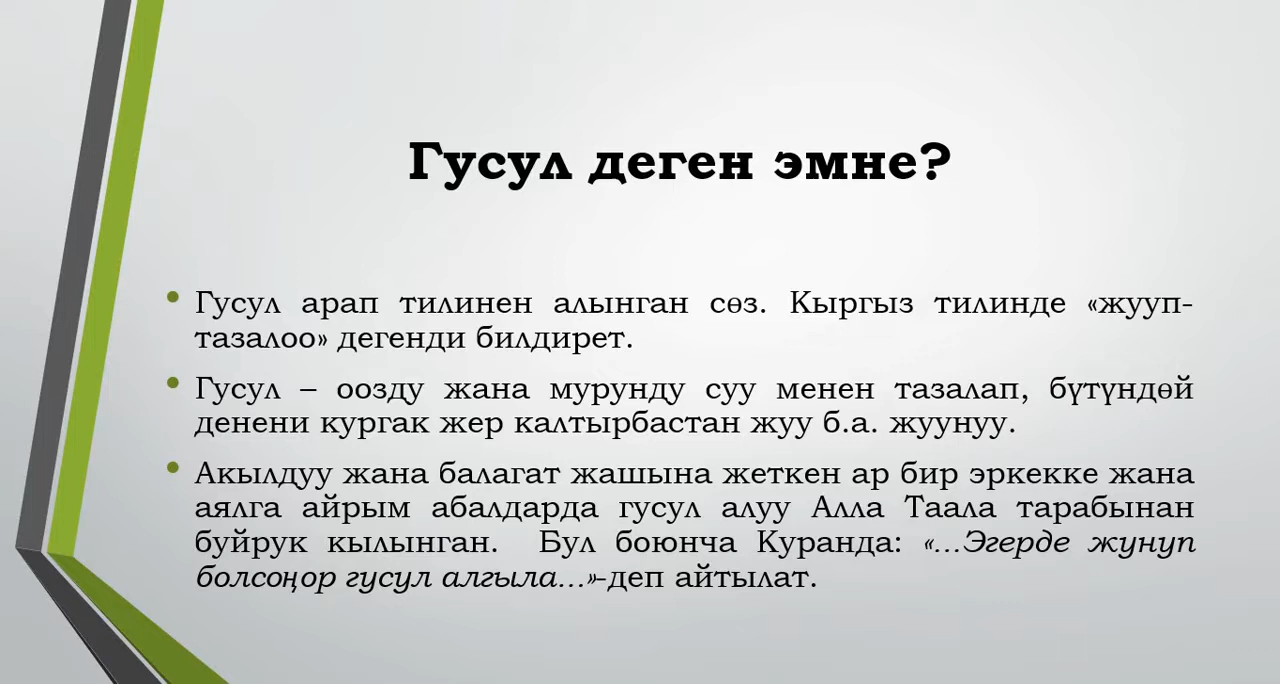 Гусул деген эмне?
• Гусул арап тилинен алынган сөз. Кыргыз тилинде «жууп-
тазалоо» дегенди билдирет.
• Гусул – оозду жана мурунду суу менен тазалап, бүтүндөй
денени кургак жер калтырбастан жуу б.а. жуунуу.
• Акылдуу жана балагат жашына жеткен ар бир эркекке жана
аялга айрым абалдарда гусул алуу Алла Таала тарабынан
буйрук кылынган. Бул боюнча Куранда: «...Эгерде жунуп
болсоңор гусул алгыла...»-деп айтылат.